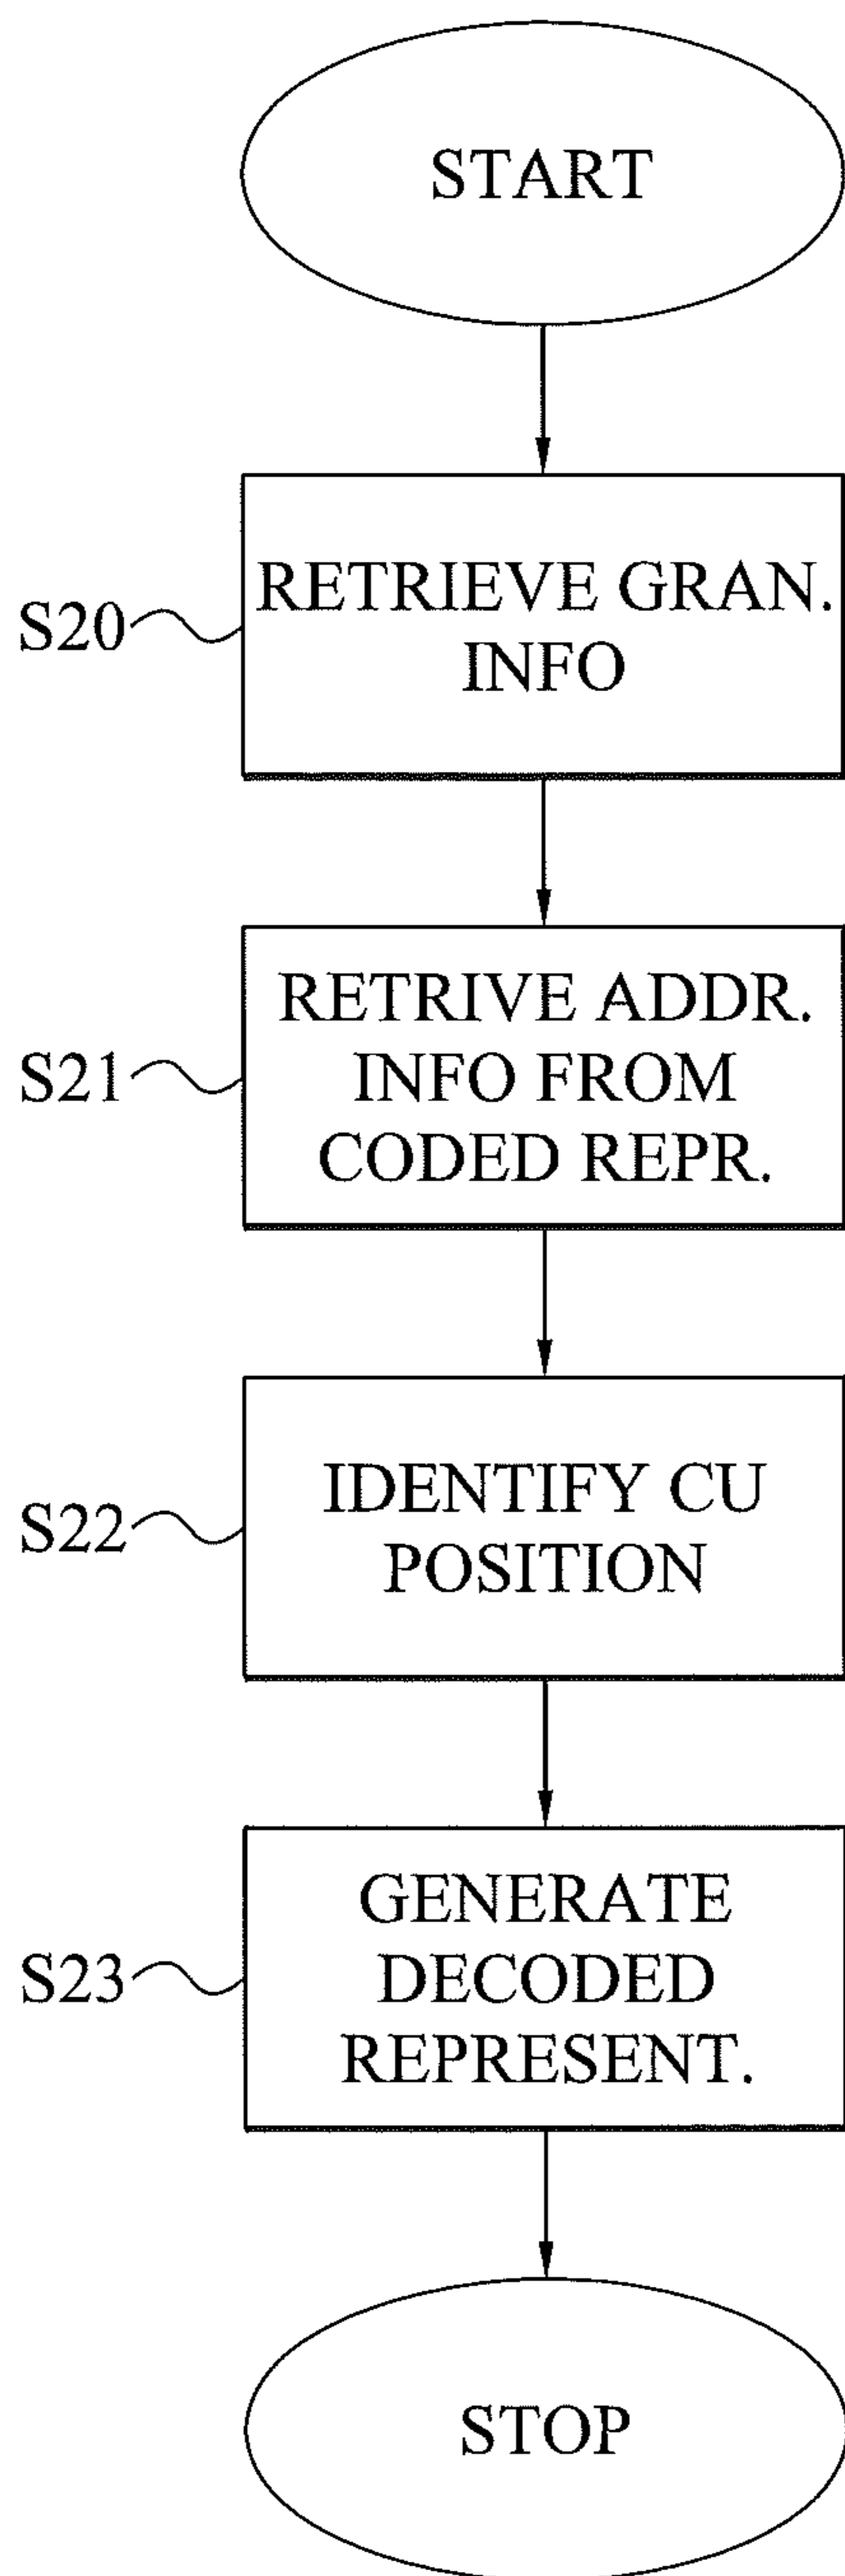 START
S20
RETRIEVE GRAN.
INFO
S21
RETRIVE ADDR.
INFO FROM
CODED REPR.
S22
IDENTIFY CU
POSITION
S23
GENERATE
DECODED
REPRESENT.
STOP